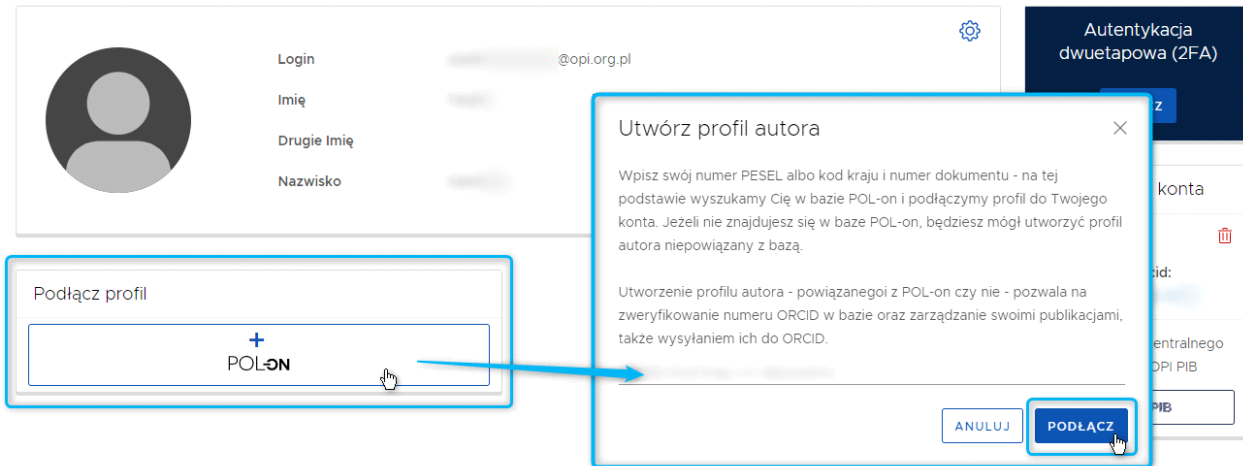 Login @opi.org.pl
Imię
Drugie Imię
Nazwisko
Autentykacja
dwuetapowa (2FA)
Z
Podłącz profil
+
POL-ON
Utwórz profil autora
Wpisz swój numer PESEL albo kod kraju i numer dokumentu - na tej
podstawie wyszukamy Cię w bazie POL-on i podłączymy profil do Twojego
konta. Jeżeli nie znajdujesz się w baze POL-on, będziesz mógł utworzyć profil
autora niepowiązany z bazą.
Utworzenie profilu autora - powiązanegoi z POL-on czy nie - pozwala na
zweryfikowanie numeru ORCID w bazie oraz zarządzanie swoimi publikacjami,
także wysyłaniem ich do ORCID.
ANULUJ
PODŁĄCZ
konta
cid:
entralnego
OPI PIB
PIB